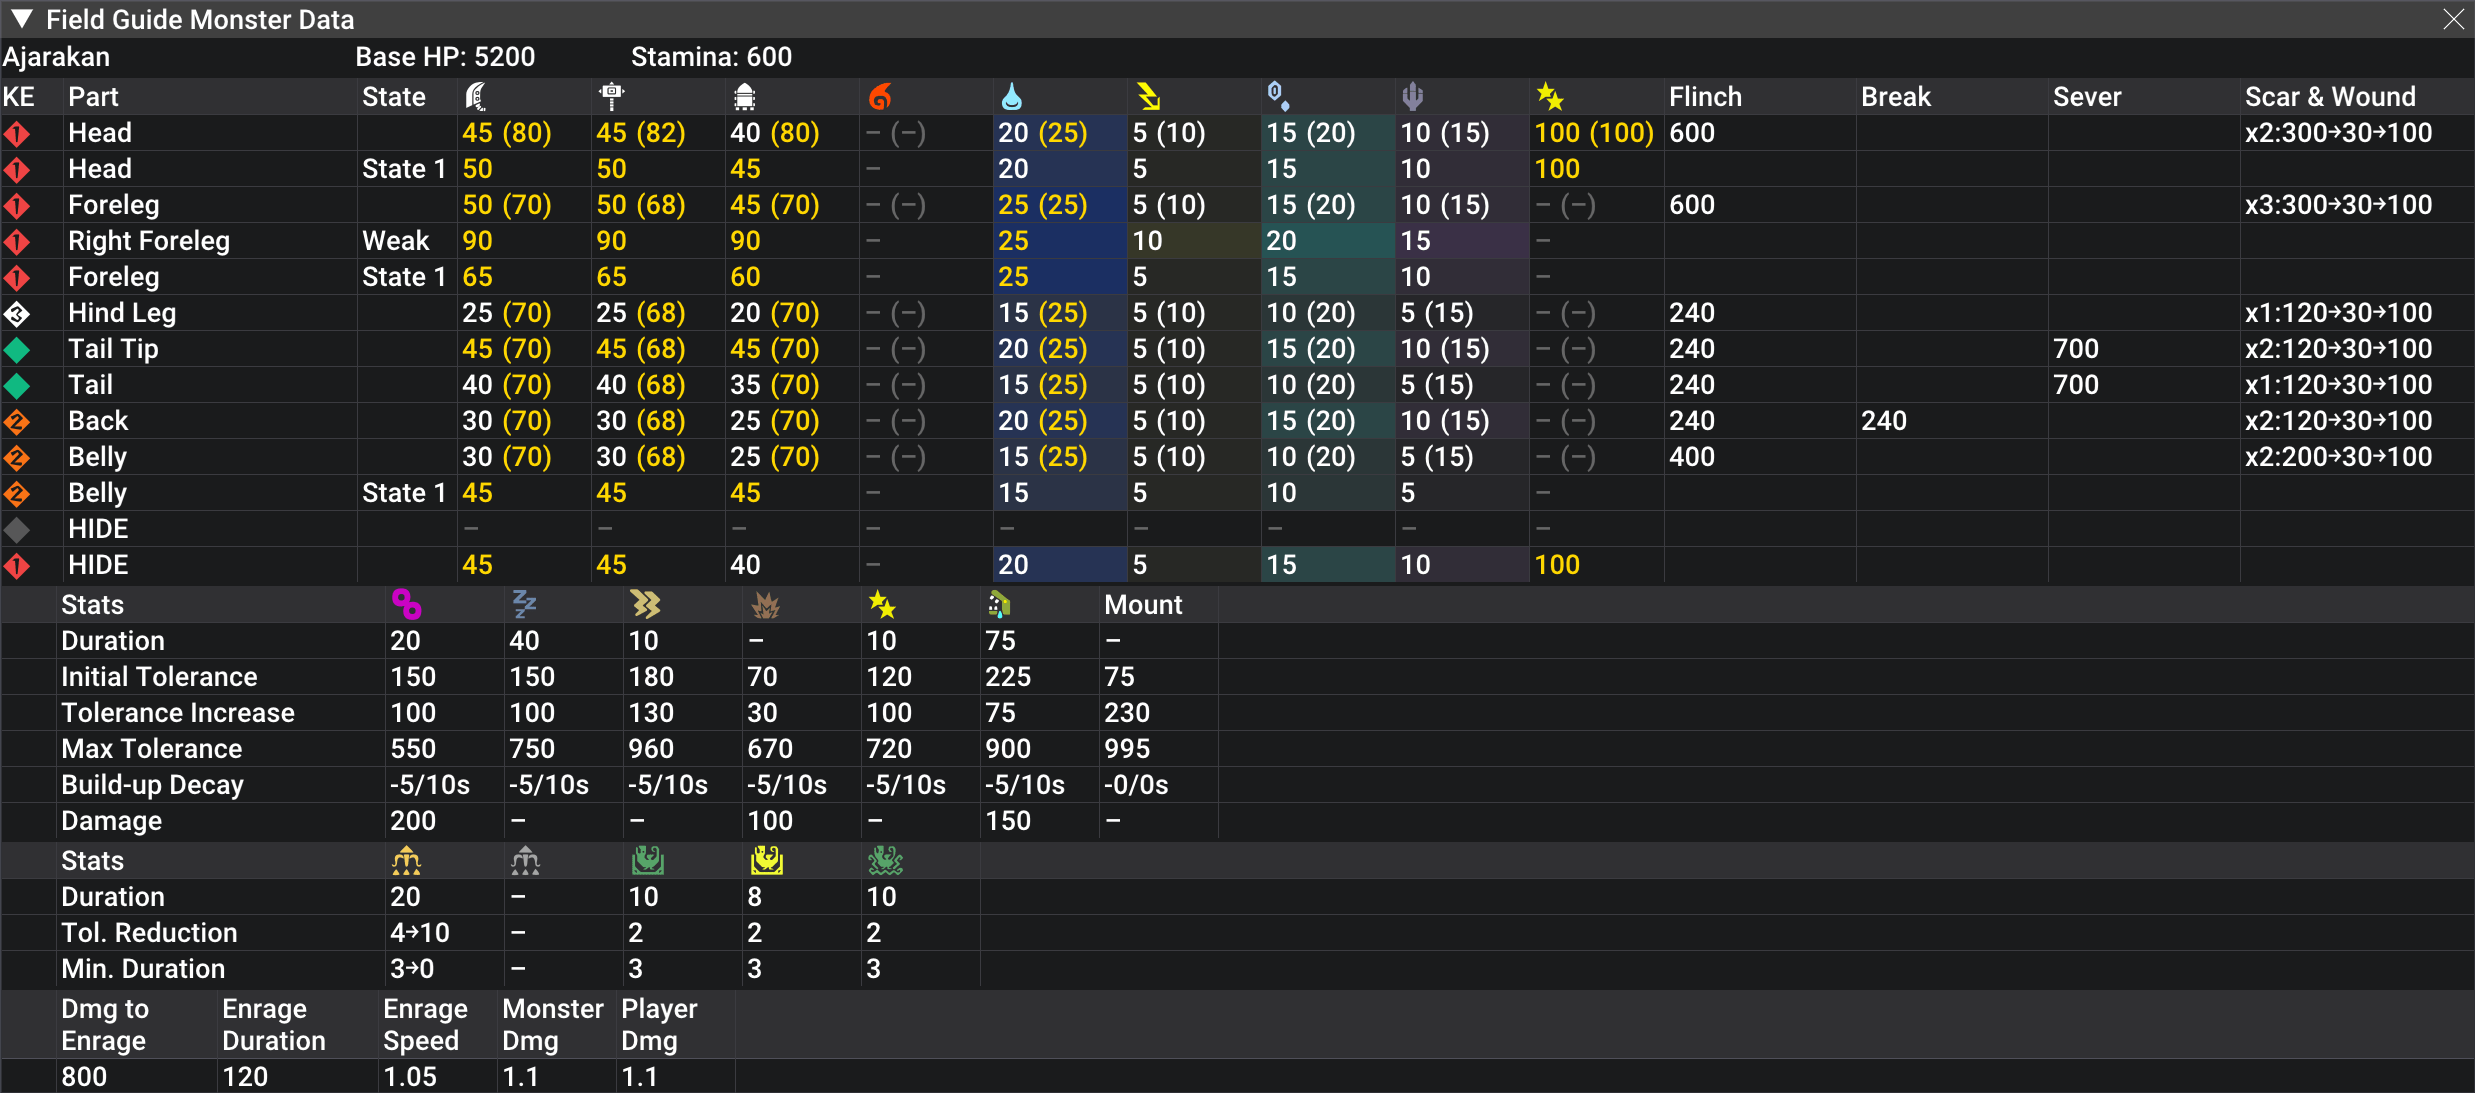 Field Guide Monster Data
Ajarakan Base HP: 5200 Stamina: 600
KE Part State Flinch Break Sever Scar & Wound
1 Head 45 (80) 45 (82) 40 (80) – (–) 20 (25) 5 (10) 15 (20) 10 (15) 100 (100) 600 x2:300→30→100
1 Head State 1 50 50 45 – 20 5 15 10 100
1 Foreleg 50 (70) 50 (68) 45 (70) – (–) 25 (25) 5 (10) 15 (20) 10 (15) – (–) 600 x3:300→30→100
1 Right Foreleg Weak 90 90 90 – 25 10 20 15 –
1 Foreleg State 1 65 65 60 – 25 5 15 10 –
3 Hind Leg 25 (70) 25 (68) 20 (70) – (–) 15 (25) 5 (10) 10 (20) 5 (15) – (–) 240 x1:120→30→100
Tail Tip 45 (70) 45 (68) 45 (70) – (–) 20 (25) 5 (10) 15 (20) 10 (15) – (–) 240 700 x2:120→30→100
Tail 40 (70) 40 (68) 35 (70) – (–) 15 (25) 5 (10) 10 (20) 5 (15) – (–) 240 700 x1:120→30→100
2 Back 30 (70) 30 (68) 25 (70) – (–) 20 (25) 5 (10) 15 (20) 10 (15) – (–) 240 240 x2:120→30→100
2 Belly 30 (70) 30 (68) 25 (70) – (–) 15 (25) 5 (10) 10 (20) 5 (15) – (–) 400 x2:200→30→100
2 Belly State 1 45 45 45 – 15 5 10 5 –
HIDE – – – – – – – – –
1 HIDE 45 45 40 – 20 5 15 10 100
Stats Mount
Duration 20 40 10 – 10 75 –
Initial Tolerance 150 150 180 70 120 225 75
Tolerance Increase 100 100 130 30 100 75 230
Max Tolerance 550 750 960 670 720 900 995
Build-up Decay -5/10s -5/10s -5/10s -5/10s -5/10s -5/10s -0/0s
Damage 200 – – 100 – 150 –
Stats
Duration 20 – 10 8 10
Tol. Reduction 4→10 – 2 2 2
Min. Duration 3→0 – 3 3 3
Dmg to Enrage Enrage Monster Player
Enrage Duration Speed Dmg Dmg
800 120 1.05 1.1 1.1